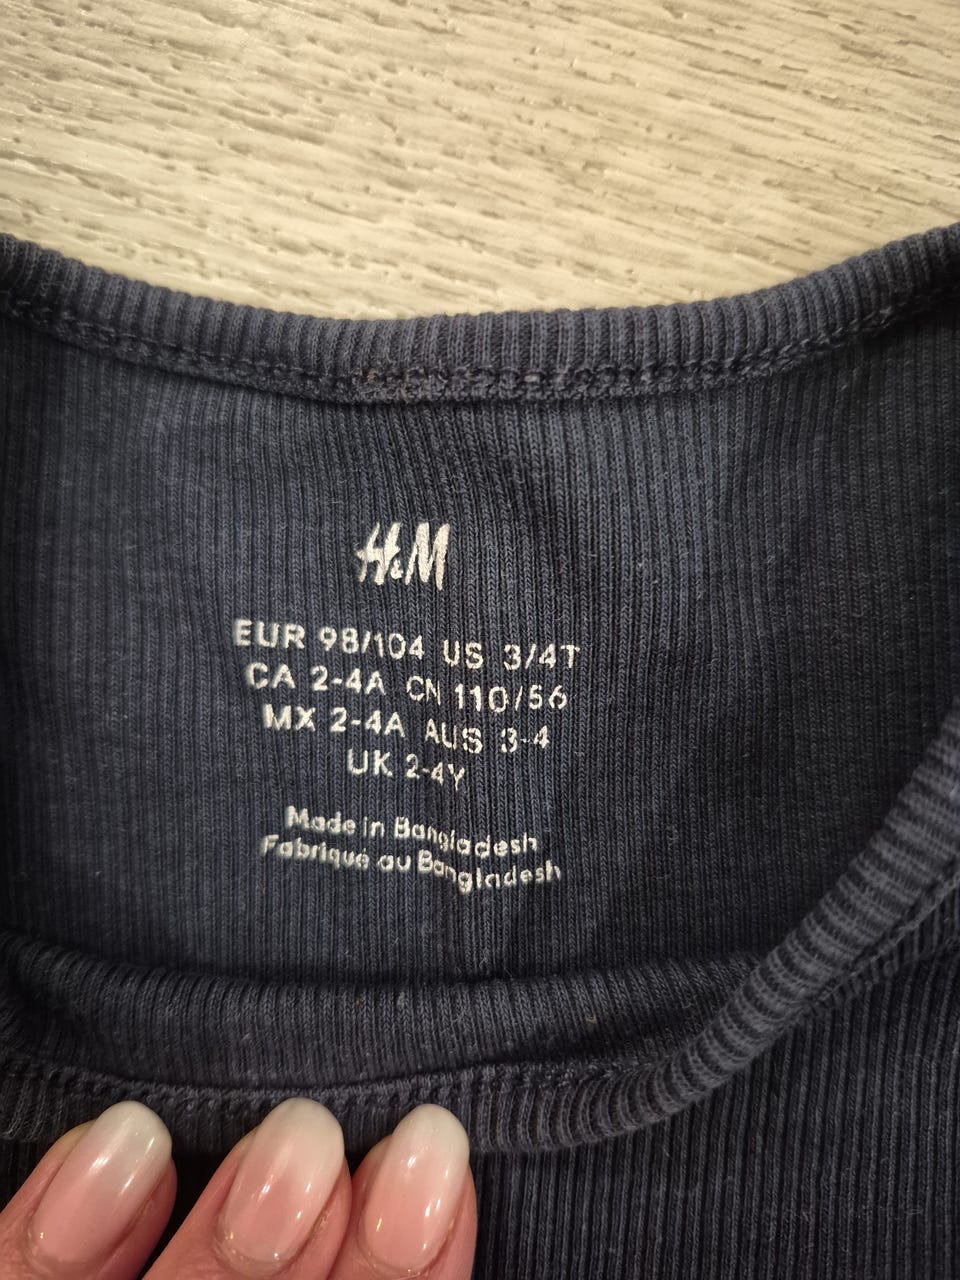 H&M
EUR 98/104 US 3/4T
CA 2-4A CN 110/56
MX 2-4A AUS 3-4
UK 2-4Y
Made in Bangladesh
Fabriqué au Bangladesh